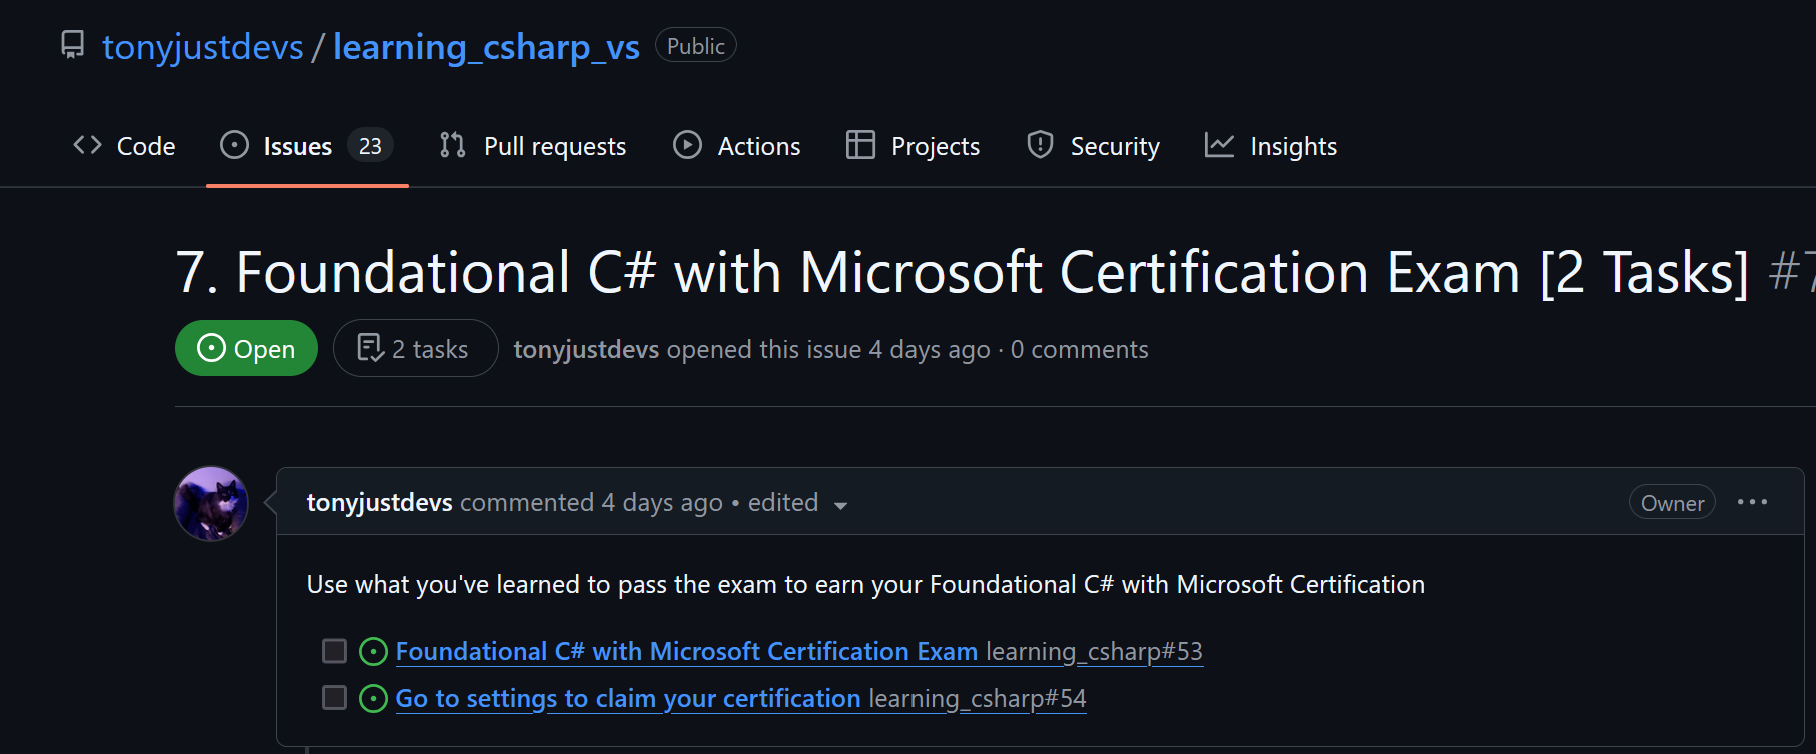 tonyjustdevs / learning_csharp_vs Public
Code Issues 23 Pull requests Actions Projects Security Insights
7. Foundational C# with Microsoft Certification Exam [2 Tasks] #7
Open 2 tasks tonyjustdevs opened this issue 4 days ago · 0 comments
tonyjustdevs commented 4 days ago • edited Owner
Use what you've learned to pass the exam to earn your Foundational C# with Microsoft Certification
Foundational C# with Microsoft Certification Exam learning_csharp#53
Go to settings to claim your certification learning_csharp#54